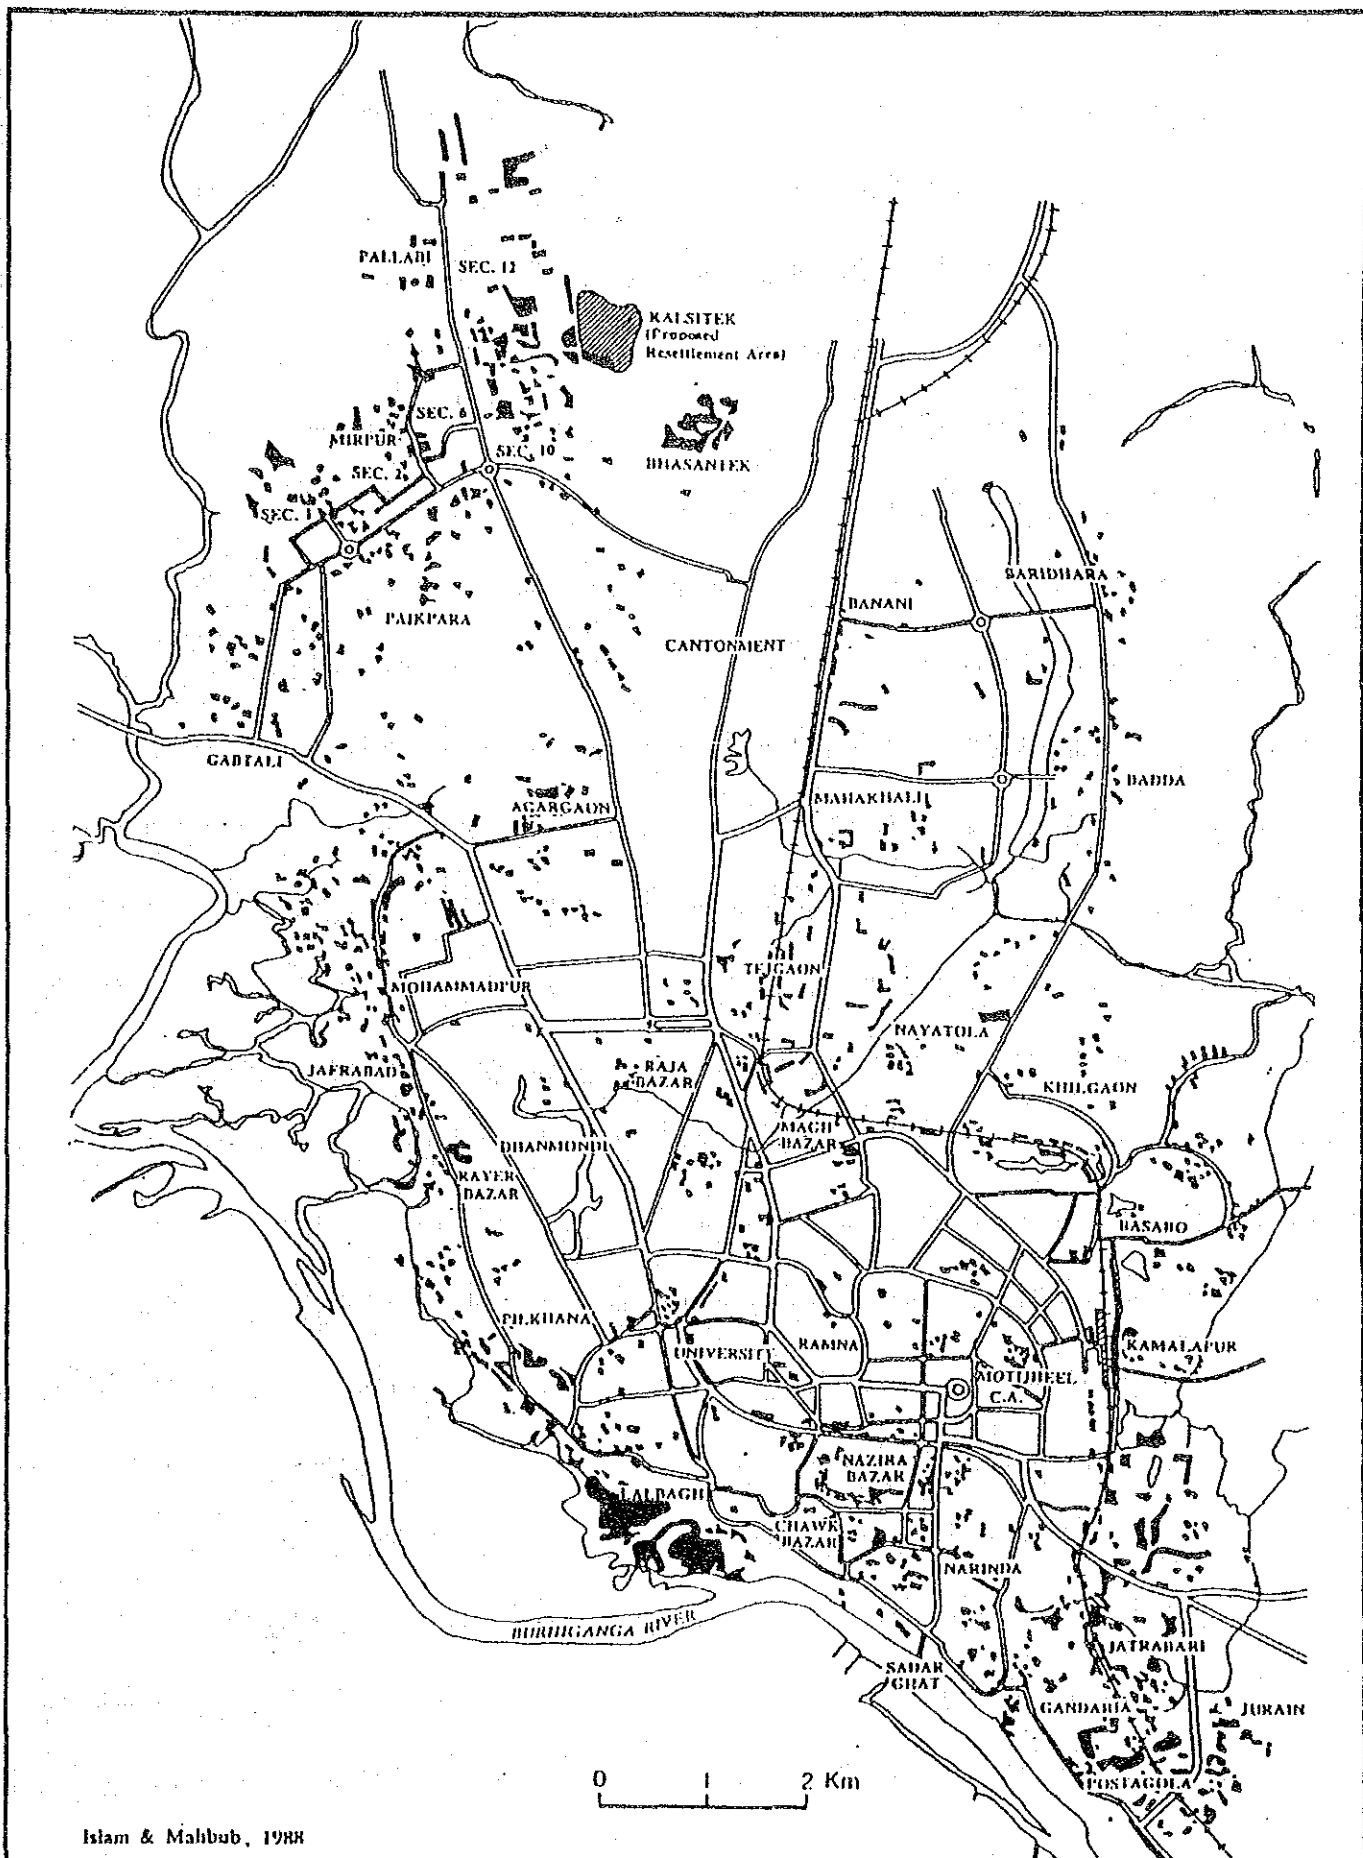 PALLABI
SEC. 12
KALSITEK
(Proposed
Resettlement Area)
SEC. 6
MIRPUR
SEC. 10
BHASANTEK
SEC. 2
SEC. 1
BARIDHARA
BANANI
PAIKPARA
CANTONMENT
GABTALI
BADDA
MAHAKHALI
AGARGAON
TEJGAON
MOHAMMADPUR
NAYATOLA
JAFRABAD
RAJA
BAZAR
KHILGAON
MAGH
BAZAR
DHANMONDI
RAYER
BAZAR
BASABO
PILKHANA
RAMNA
KAMALAPUR
UNIVERSITY
MOTIJHEEL
C.A.
NAZIRA
BAZAR
LALBAGH
CHAWK
BAZAR
NARINDA
BURHIGANGA RIVER
JATRABARI
SADAR
GHAT
GANDARIA
JURAIN
POSTAGOLA
0 1 2 Km
Islam & Mahbub, 1988